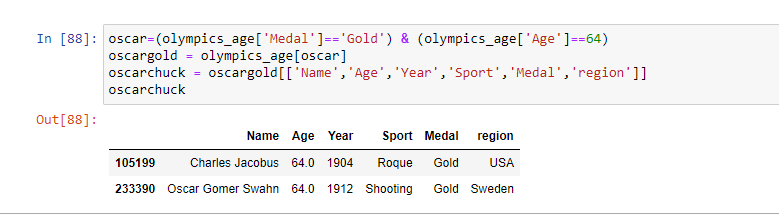 In [88]: oscar=(olympics_age['Medal']=='Gold') & (olympics_age['Age']==64)
oscargold = olympics_age[oscar]
oscarchuck = oscargold[['Name','Age','Year','Sport','Medal','region']]
oscarchuck
Out[88]:
Name Age Year Sport Medal region
105199 Charles Jacobus 64.0 1904 Roque Gold USA
233390 Oscar Gomer Swahn 64.0 1912 Shooting Gold Sweden